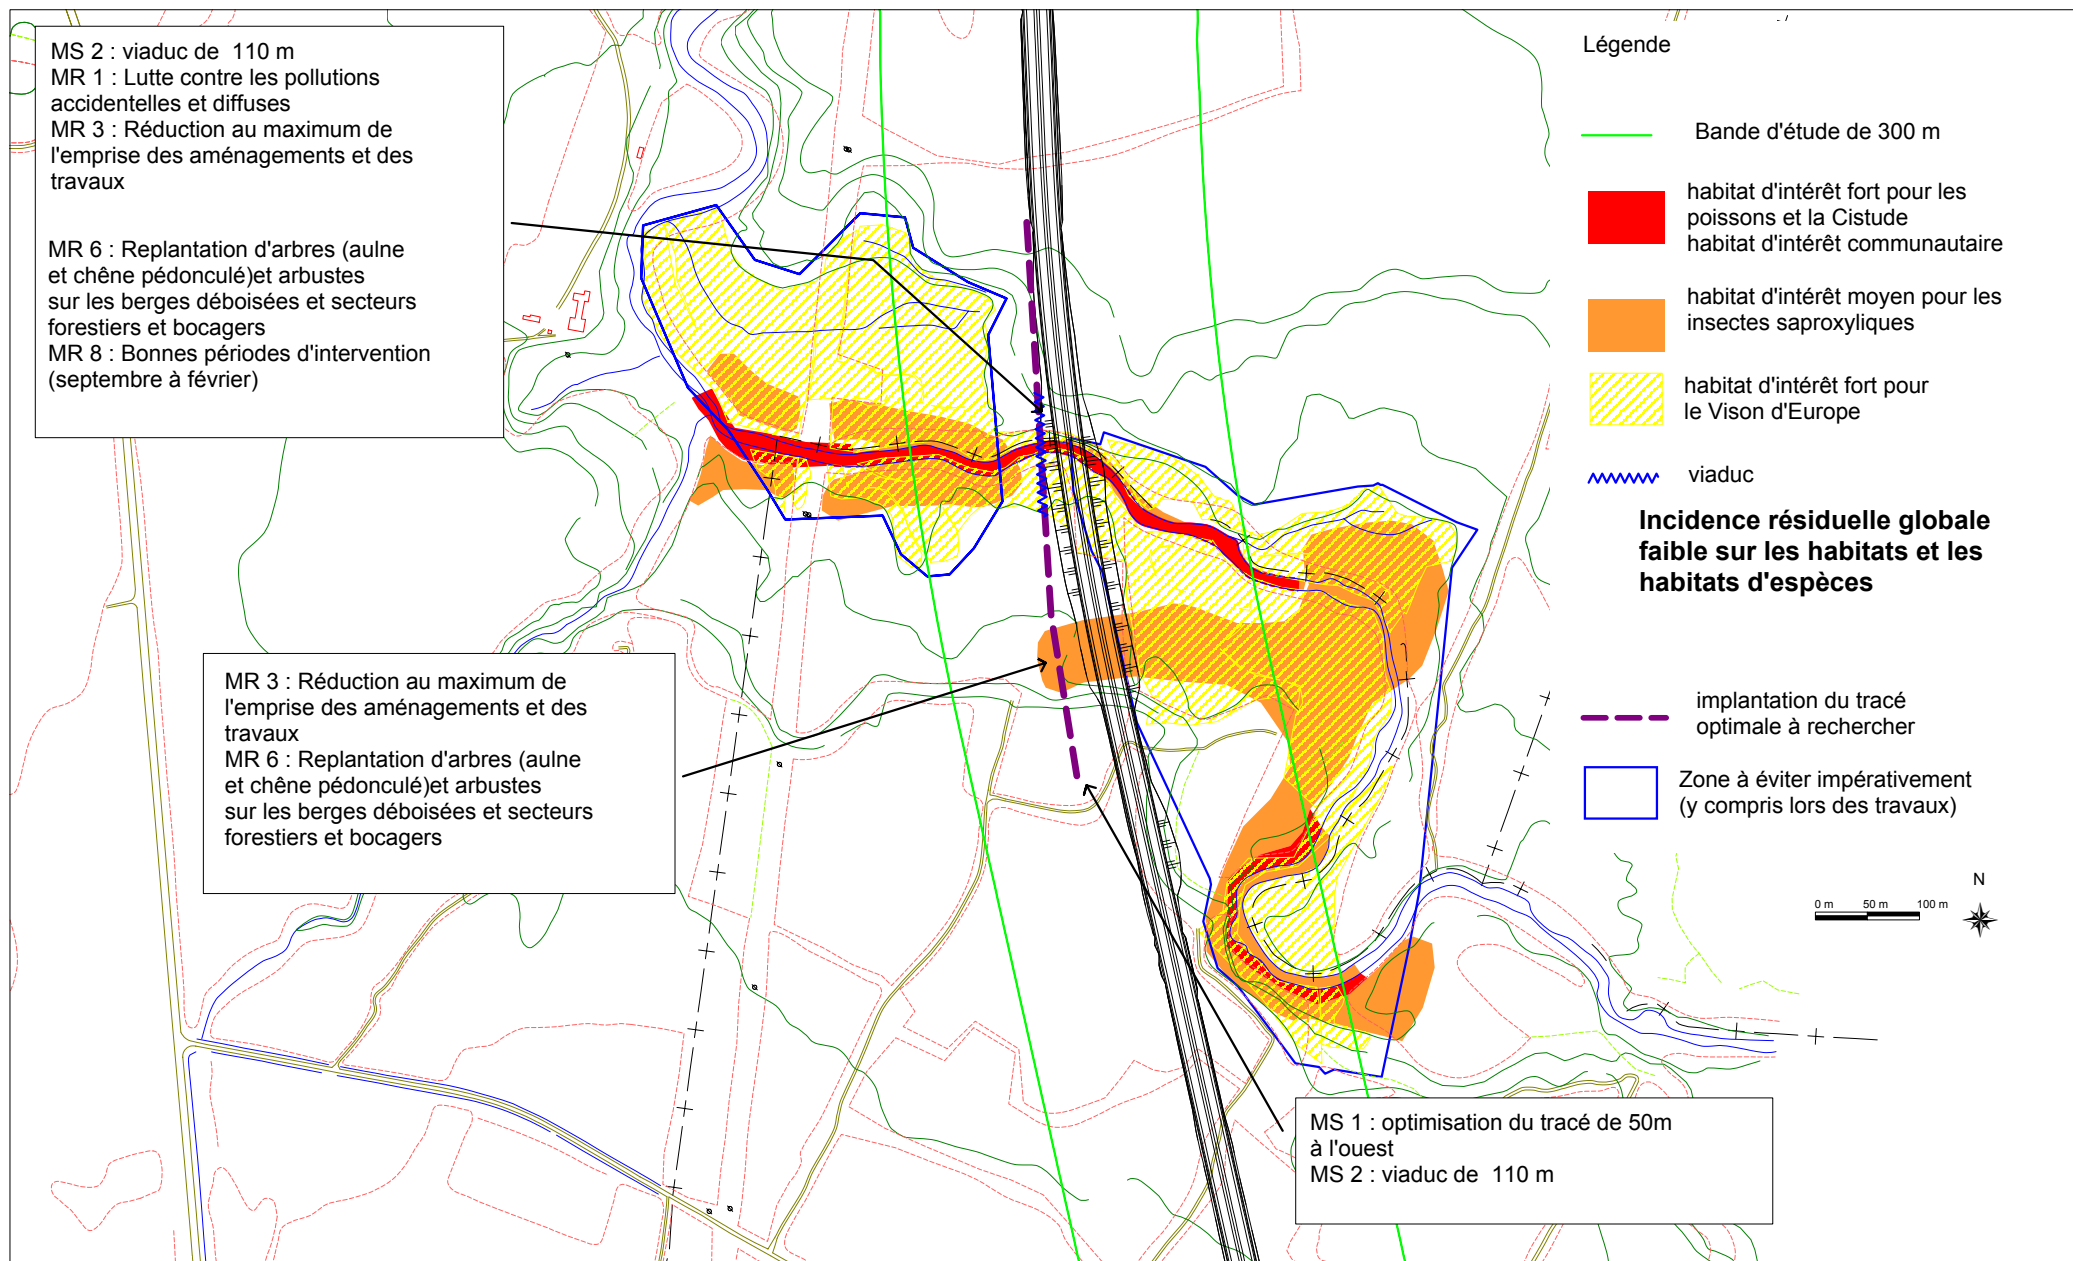 MS 2 : viaduc de  110 m
MR 1 : Lutte contre les pollutions
accidentelles et diffuses
MR 3 : Réduction au maximum de
l'emprise des aménagements et des
travaux
MR 6 : Replantation d'arbres (aulne
et chêne pédonculé)et arbustes
sur les berges déboisées et secteurs
forestiers et bocagers
MR 8 : Bonnes périodes d'intervention
(septembre à février)
MR 3 : Réduction au maximum de
l'emprise des aménagements et des
travaux
MR 6 : Replantation d'arbres (aulne
et chêne pédonculé)et arbustes
sur les berges déboisées et secteurs
forestiers et bocagers
MS 1 : optimisation du tracé de 50m
à l'ouest
MS 2 : viaduc de  110 m
Légende
Bande d'étude de 300 m
habitat d'intérêt fort pour les
poissons et la Cistude
habitat d'intérêt communautaire
habitat d'intérêt moyen pour les
insectes saproxyliques
habitat d'intérêt fort pour
le Vison d'Europe
viaduc
Incidence résiduelle globale
faible sur les habitats et les
habitats d'espèces
implantation du tracé
optimale à rechercher
Zone à éviter impérativement
(y compris lors des travaux)
N
0 m 50 m 100 m